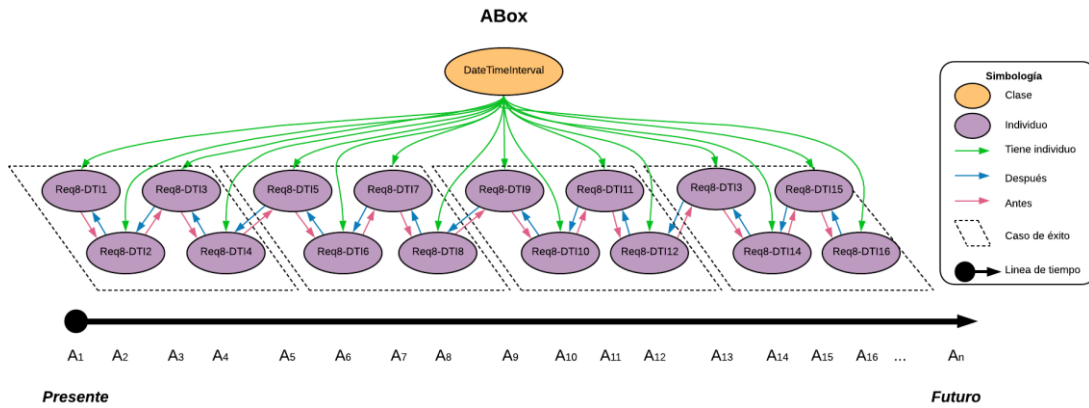 ABox
DateTimeInterval
Simbología
Clase
Individuo
Tiene individuo
Después
Antes
Caso de éxito
Linea de tiempo
Req8-DTI1 Req8-DTI3 Req8-DTI5 Req8-DTI7 Req8-DTI9 Req8-DTI11 Req8-DTI3 Req8-DTI15
Req8-DTI2 Req8-DTI4 Req8-DTI6 Req8-DTI8 Req8-DTI10 Req8-DTI12 Req8-DTI14 Req8-DTI16
A1 A2 A3 A4 A5 A6 A7 A8 A9 A10 A11 A12 A13 A14 A15 A16 ... An
Presente Futuro